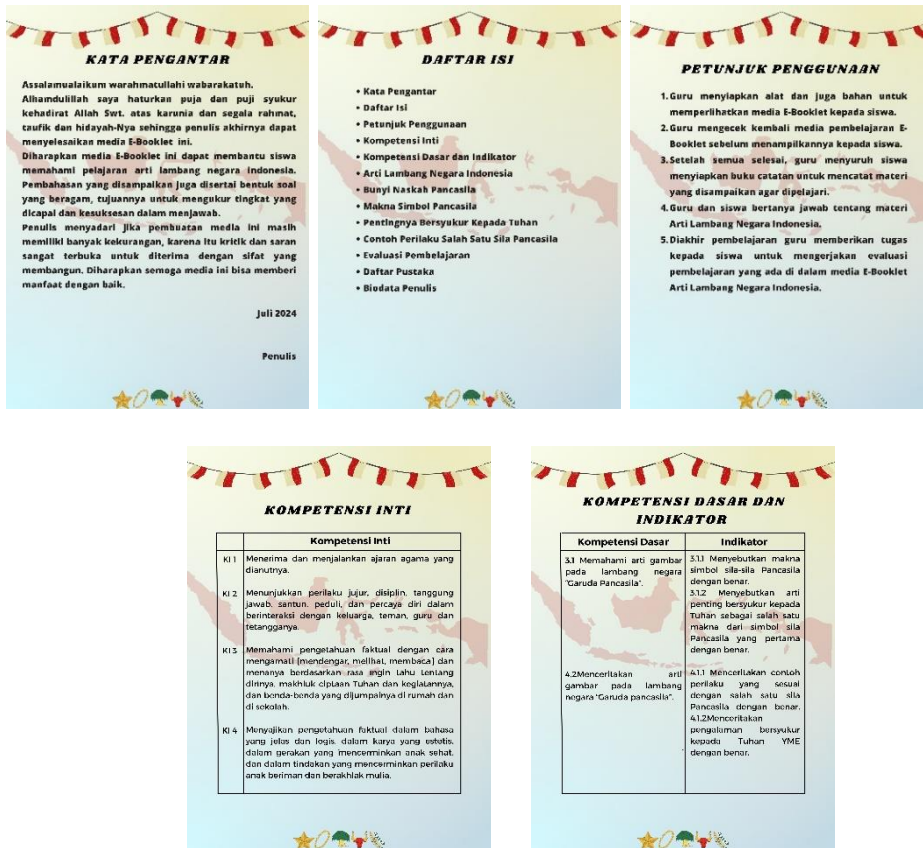 KATA PENGANTAR
Assalamualaikum warahmatullahi wabarakatuh.
Alhamdulillah saya haturkan puja dan puji syukur
kehadirat Allah Swt. atas karunia dan segala rahmat,
taufik dan hidayah-Nya sehingga penulis akhirnya dapat
menyelesaikan media E-Booklet ini.
Diharapkan media E-Booklet ini dapat membantu siswa
memahami pelajaran arti lambang negara Indonesia.
Pembahasan yang disampaikan juga disertai bentuk soal
yang beragam, tujuannya untuk mengukur tingkat yang
dicapai dan kesuksesan dalam menjawab.
Penulis menyadari jika pembuatan media ini masih
memiliki banyak kekurangan, karena itu kritik dan saran
sangat terbuka untuk diterima dengan sifat yang
membangun. Diharapkan semoga media ini bisa memberi
manfaat dengan baik.
Juli 2024
Penulis
DAFTAR ISI
• Kata Pengantar
• Daftar Isi
• Petunjuk Penggunaan
• Kompetensi Inti
• Kompetensi Dasar dan Indikator
• Arti Lambang Negara Indonesia
• Bunyi Naskah Pancasila
• Makna Simbol Pancasila
• Pentingnya Bersyukur Kepada Tuhan
• Contoh Perilaku Salah Satu Sila Pancasila
• Evaluasi Pembelajaran
• Daftar Pustaka
• Biodata Penulis
PETUNJUK PENGGUNAAN
1. Guru menyiapkan alat dan juga bahan untuk
memperlihatkan media E-Booklet kepada siswa.
2. Guru mengecek kembali media pembelajaran E-
Booklet sebelum menampilkannya kepada siswa.
3. Setelah semua selesai, guru menyuruh siswa
menyiapkan buku catatan untuk mencatat materi
yang disampaikan agar dipelajari.
4. Guru dan siswa bertanya jawab tentang materi
Arti Lambang Negara Indonesia.
5. Diakhir pembelajaran guru memberikan tugas
kepada siswa untuk mengerjakan evaluasi
pembelajaran yang ada di dalam media E-Booklet
Arti Lambang Negara Indonesia.
KOMPETENSI INTI
Kompetensi Inti
KI 1 Menerima dan menjalankan ajaran agama yang
dianutnya.
KI 2 Menunjukkan perilaku jujur, disiplin, tanggung
jawab, santun, peduli, dan percaya diri dalam
berinteraksi dengan keluarga, teman, guru dan
tetangganya.
KI 3 Memahami pengetahuan faktual dengan cara
mengamati [mendengar, melihat, membaca] dan
menanya berdasarkan rasa ingin tahu tentang
dirinya, makhluk ciptaan Tuhan dan kegiatannya,
dan benda-benda yang dijumpainya di rumah dan
di sekolah.
KI 4 Menyajikan pengetahuan faktual dalam bahasa
yang jelas dan logis, dalam karya yang estetis,
dalam gerakan yang mencerminkan anak sehat,
dan dalam tindakan yang mencerminkan perilaku
anak beriman dan berakhlak mulia.
KOMPETENSI DASAR DAN
INDIKATOR
Kompetensi Dasar
Indikator
3.1 Memahami arti gambar
pada lambang negara
"Garuda Pancasila".
3.1.1 Menyebutkan makna
simbol sila-sila Pancasila
dengan benar.
3.1.2 Menyebutkan arti
penting bersyukur kepada
Tuhan sebagai salah satu
makna dari simbol sila
Pancasila yang pertama
dengan benar.
4.2Menceritakan arti
gambar pada lambang
negara "Garuda pancasila".
4.1.1 Menceritakan contoh
perilaku yang sesuai
dengan salah satu sila
Pancasila dengan benar.
4.1.2Menceritakan
pengalaman bersyukur
kepada Tuhan YME
dengan benar.